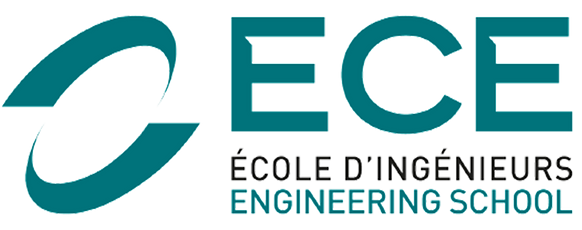 ECE
ÉCOLE D'INGÉNIEURS
ENGINEERING SCHOOL